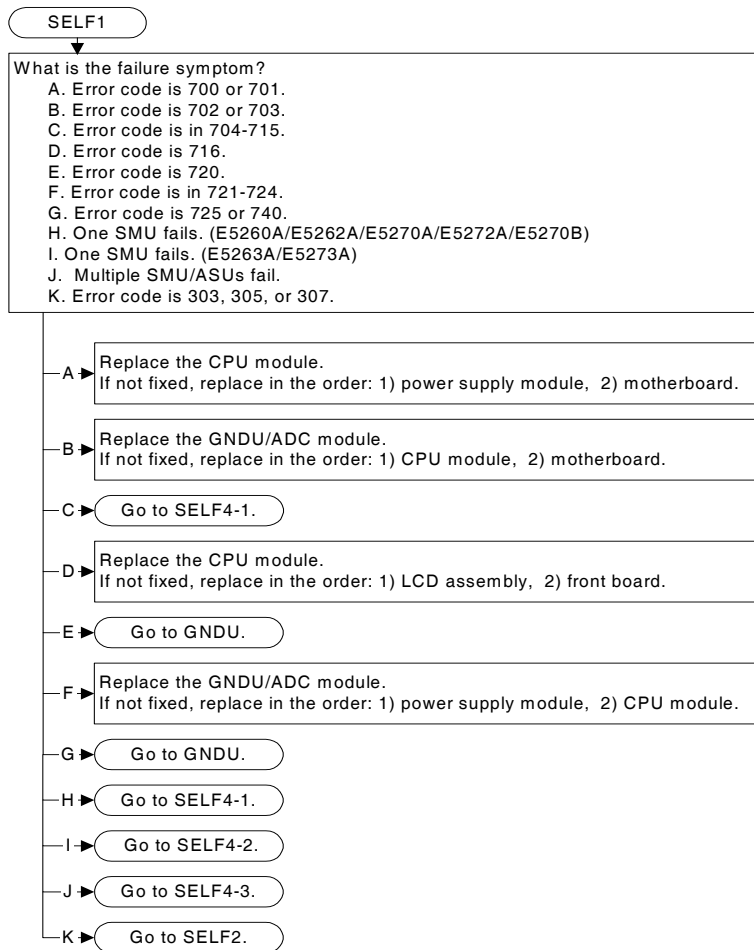 SELF1
What is the failure symptom?
A. Error code is 700 or 701.
B. Error code is 702 or 703.
C. Error code is in 704-715.
D. Error code is 716.
E. Error code is 720.
F. Error code is in 721-724.
G. Error code is 725 or 740.
H. One SMU fails. (E5260A/E5262A/E5270A/E5272A/E5270B)
I. One SMU fails. (E5263A/E5273A)
J. Multiple SMU/ASUs fail.
K. Error code is 303, 305, or 307.
A
Replace the CPU module.
If not fixed, replace in the order: 1) power supply module, 2) motherboard.
B
Replace the GNDU/ADC module.
If not fixed, replace in the order: 1) CPU module, 2) motherboard.
C
Go to SELF4-1.
D
Replace the CPU module.
If not fixed, replace in the order: 1) LCD assembly, 2) front board.
E
Go to GNDU.
F
Replace the GNDU/ADC module.
If not fixed, replace in the order: 1) power supply module, 2) CPU module.
G
Go to GNDU.
H
Go to SELF4-1.
I
Go to SELF4-2.
J
Go to SELF4-3.
K
Go to SELF2.